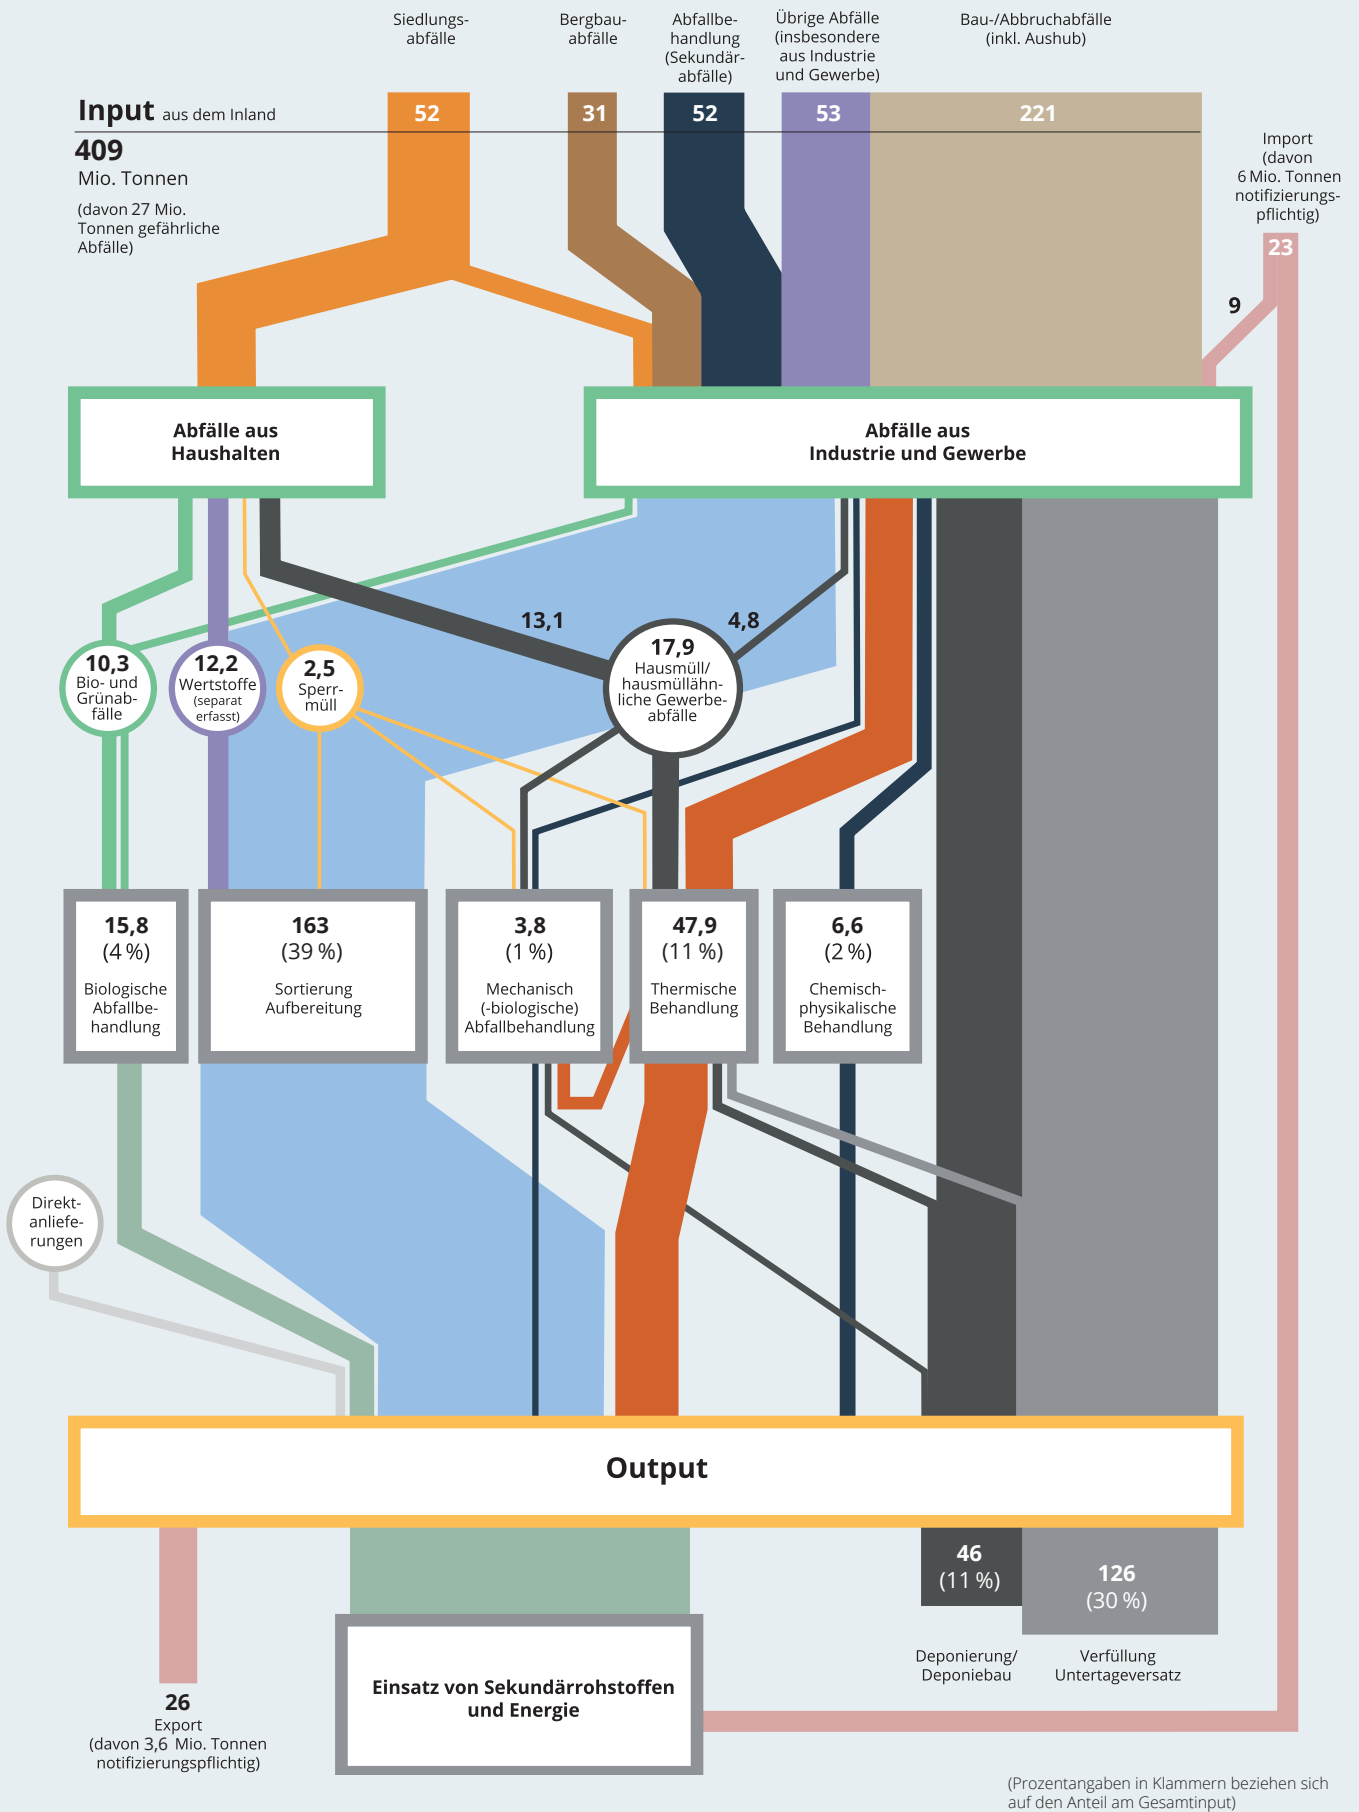 Siedlungs-
abfälle
Bergbau-
abfälle
Abfallbe-
handlung
(Sekundär-
abfälle)
Übrige Abfälle
(insbesondere
aus Industrie
und Gewerbe)
Bau-/Abbruchabfälle
(inkl. Aushub)
Input aus dem Inland
52
31
52
53
221
409
Mio. Tonnen
(davon 27 Mio.
Tonnen gefährliche
Abfälle)
Import
(davon
6 Mio. Tonnen
notifizierungs-
pflichtig)
23
9
Abfälle aus
Haushalten
Abfälle aus
Industrie und Gewerbe
13,1
4,8
10,3
Bio- und
Grünab-
fälle
12,2
Wertstoffe
(separat
erfasst)
2,5
Sperr-
müll
17,9
Hausmüll/
hausmüllähn-
liche Gewerbe-
abfälle
15,8
(4 %)
Biologische
Abfallbe-
handlung
163
(39 %)
Sortierung
Aufbereitung
3,8
(1 %)
Mechanisch
(-biologische)
Abfallbehandlung
47,9
(11 %)
Thermische
Behandlung
6,6
(2 %)
Chemisch-
physikalische
Behandlung
Direkt-
anliefe-
rungen
Output
46
(11 %)
126
(30 %)
Deponierung/
Deponiebau
Verfüllung
Untertageversatz
Einsatz von Sekundärrohstoffen
und Energie
26
Export
(davon 3,6 Mio. Tonnen
notifizierungspflichtig)
(Prozentangaben in Klammern beziehen sich
auf den Anteil am Gesamtinput)